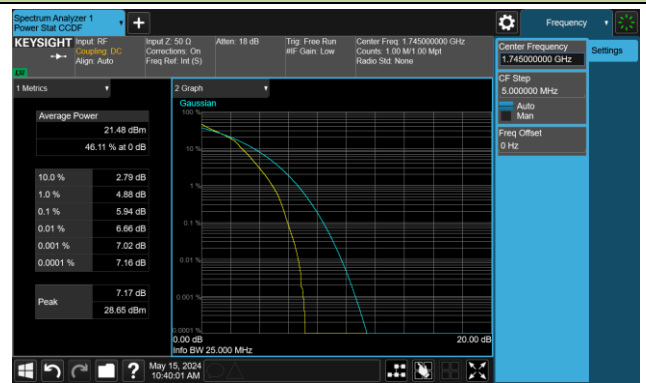 Spectrum Analyzer 1
Power Stat CCDF
Frequency
KEYSIGHT
Input: RF
Coupling: DC
Align: Auto
Input Z: 50 Ω
Corrections: On
Freq Ref: Int (S)
Atten: 18 dB
Trig: Free Run
#IF Gain: Low
Center Freq: 1.745000000 GHz
Counts: 1.00 M/1.00 Mpt
Radio Std: None
Center Frequency
1.745000000 GHz
Settings
CF Step
5.000000 MHz
Auto
Man
Freq Offset
0 Hz
1 Metrics
Average Power
21.48 dBm
46.11 % at 0 dB
10.0 % 2.79 dB
1.0 % 4.88 dB
0.1 % 5.94 dB
0.01 % 6.66 dB
0.001 % 7.02 dB
0.0001 % 7.16 dB
Peak 7.17 dB
28.65 dBm
2 Graph
Gaussian
100 %
10 %
1 %
0.1 %
0.01 %
0.001 %
0.0001 %
0.00 dB 20.00 dB
Info BW 25.000 MHz
?
May 15, 2024
10:40:01 AM